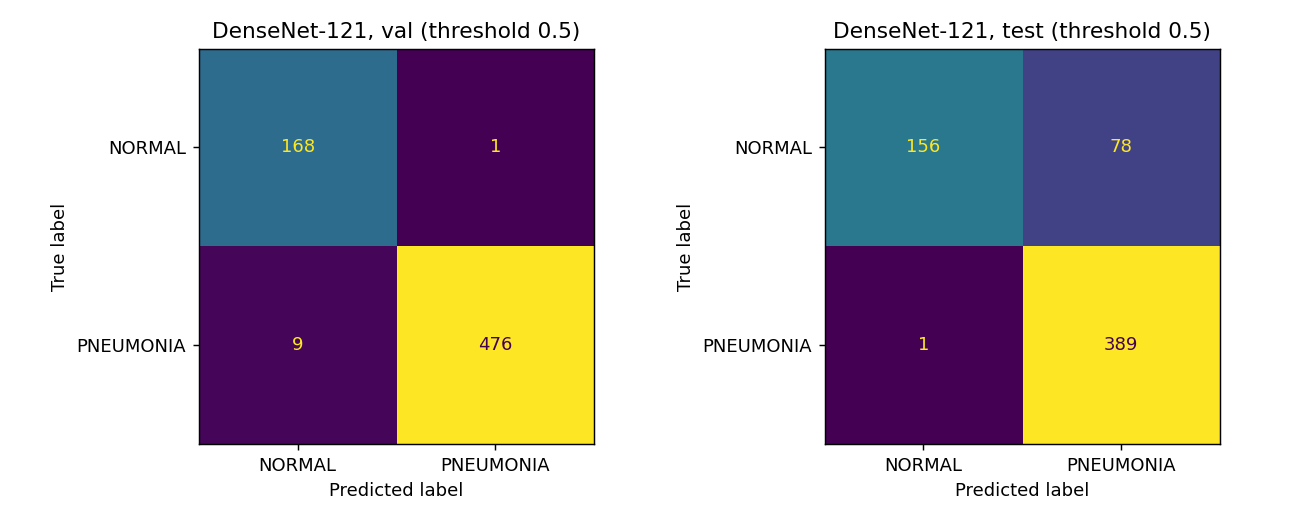 DenseNet-121, val (threshold 0.5)
True label
NORMAL
168
1
PNEUMONIA
9
476
NORMAL
PNEUMONIA
Predicted label
DenseNet-121, test (threshold 0.5)
True label
NORMAL
156
78
PNEUMONIA
1
389
NORMAL
PNEUMONIA
Predicted label